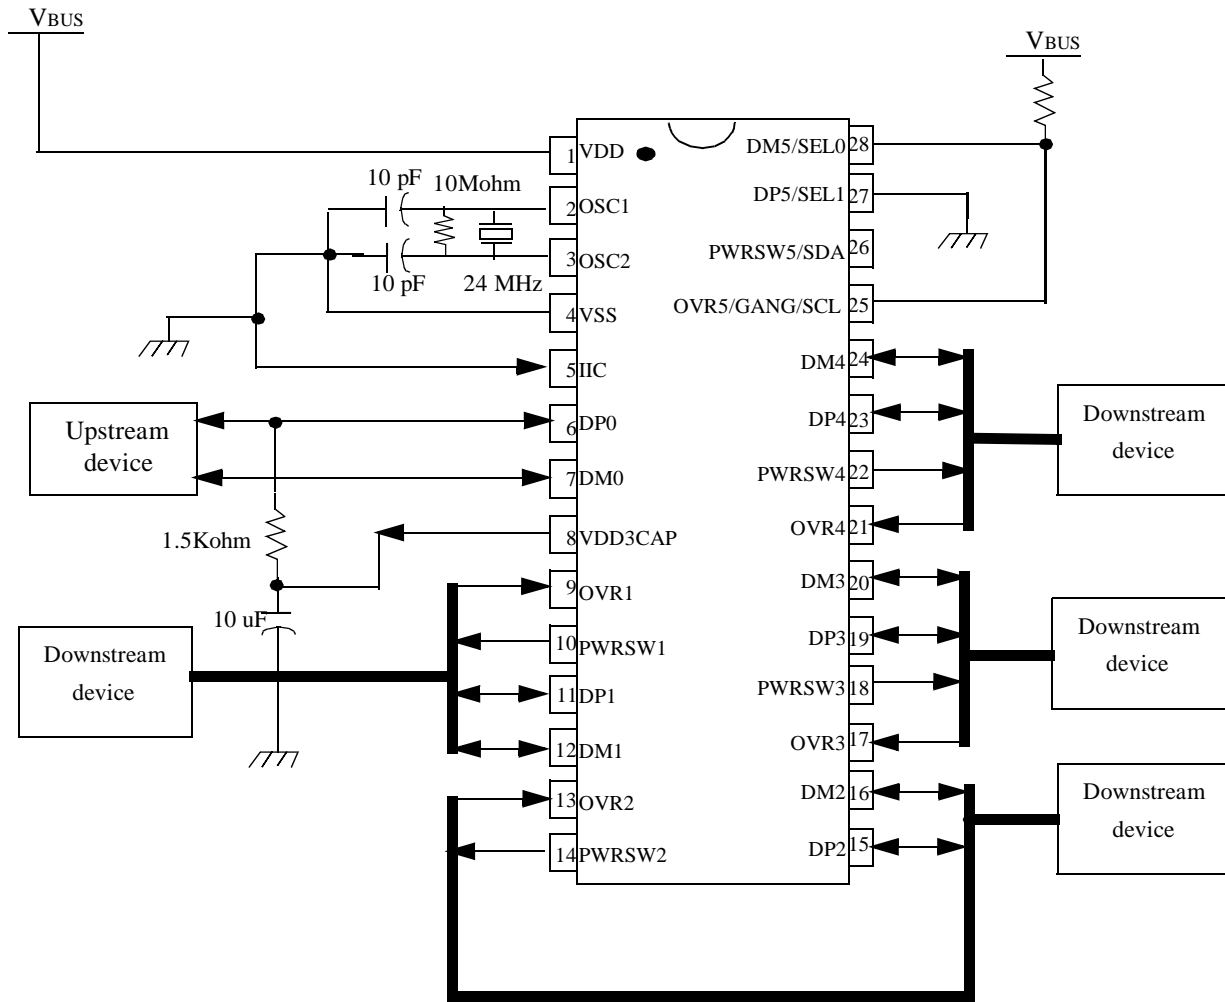 VBUS
VBUS
1 VDD
10 pF
10Mohm
2 OSC1
3 OSC2
10 pF
24 MHz
4 VSS
5 IIC
Upstream
device
6 DP0
7 DM0
1.5Kohm
8 VDD3CAP
9 OVR1
10 uF
10 PWRSW1
Downstream
device
11 DP1
12 DM1
13 OVR2
14 PWRSW2
DM5/SEL0 28
DP5/SEL1 27
PWRSW5/SDA 26
OVR5/GANG/SCL 25
DM4 24
DP4 23
PWRSW4 22
OVR4 21
Downstream
device
DM3 20
DP3 19
PWRSW3 18
OVR3 17
Downstream
device
DM2 16
DP2 15
Downstream
device